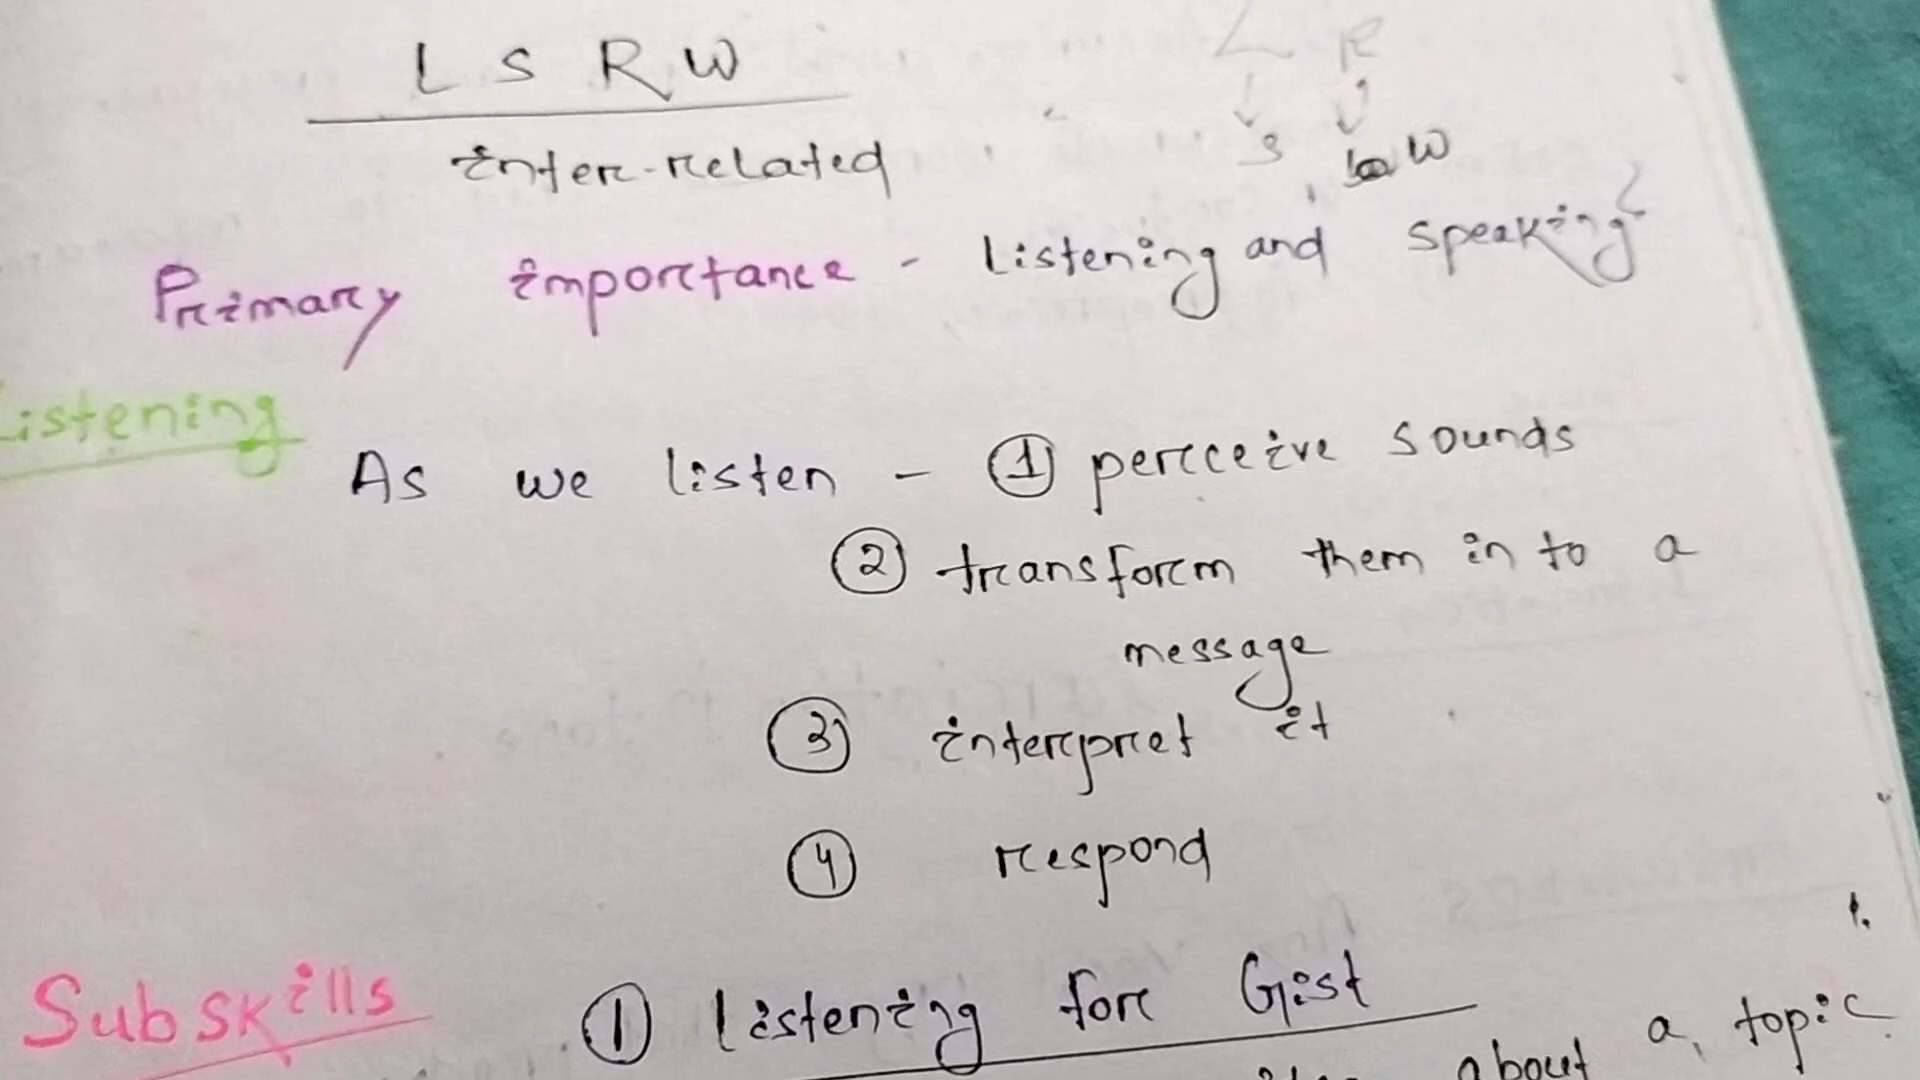 L S R W
L R
s w
inter-related
Primary importance - listening and speaking
Listening
As we listen - ① perceive sounds
② transform them in to a
message
③ interpret it
④ respond
Subskills ① listening for Gist
about a topic